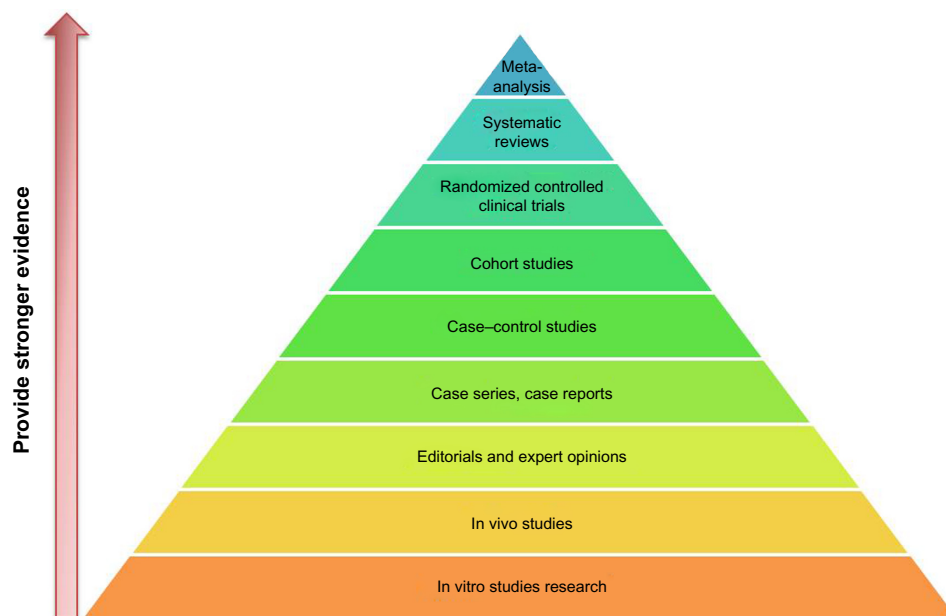 Provide stronger evidence
Meta-
analysis
Systematic
reviews
Randomized controlled
clinical trials
Cohort studies
Case–control studies
Case series, case reports
Editorials and expert opinions
In vivo studies
In vitro studies research